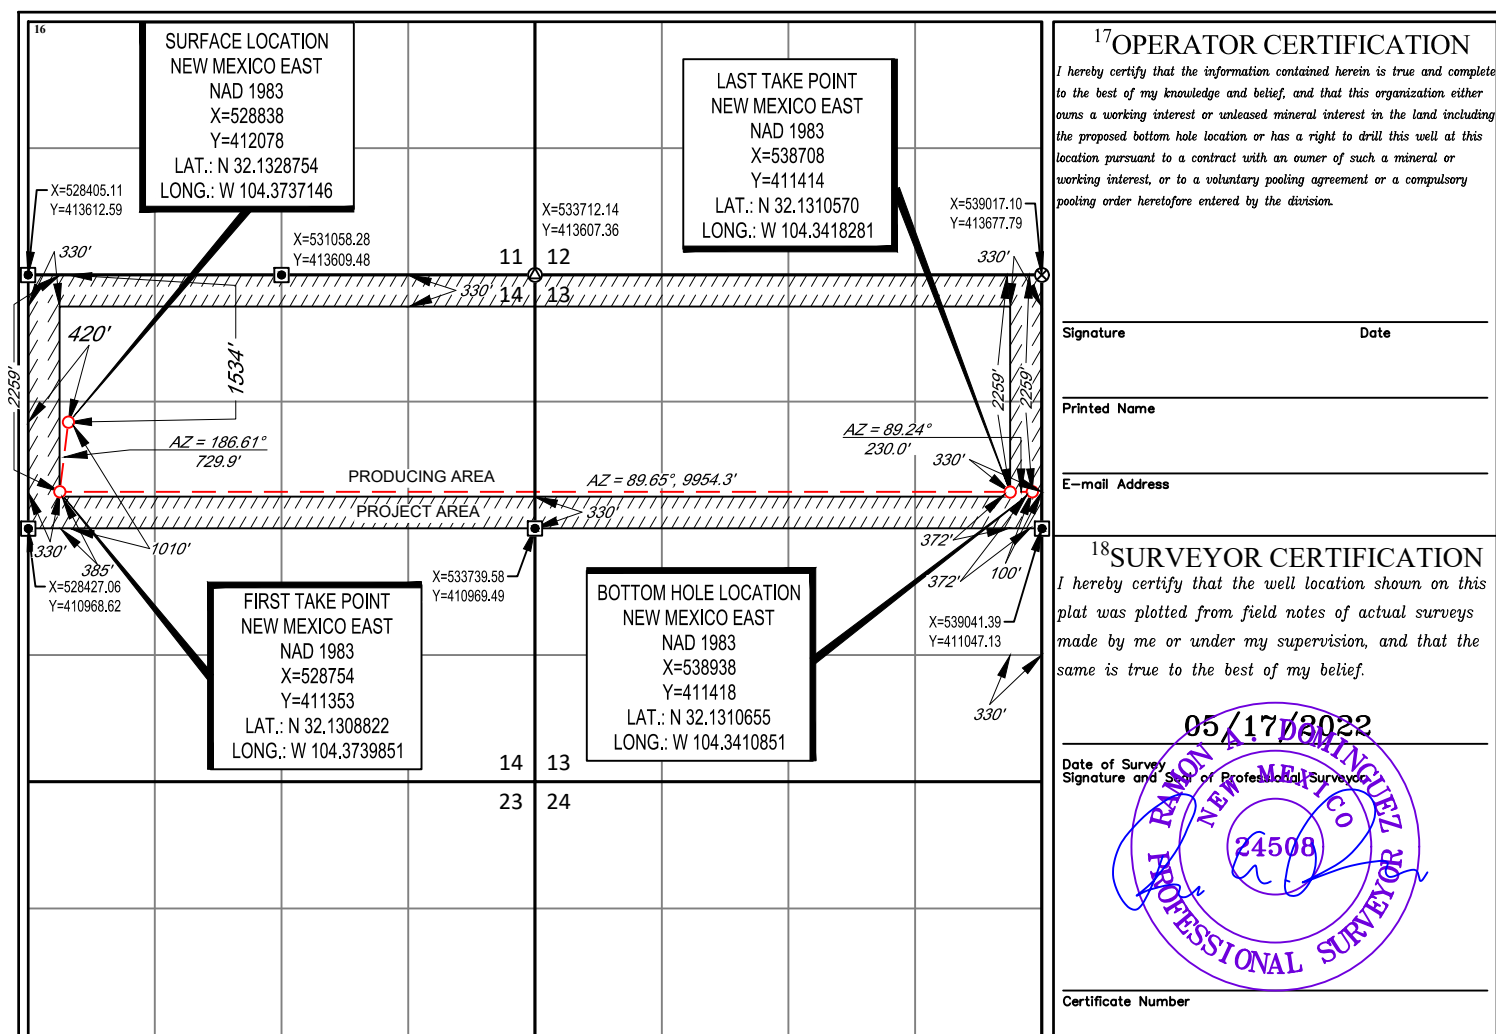 16
SURFACE LOCATION
NEW MEXICO EAST
NAD 1983
X=528838
Y=412078
LAT.: N 32.1328754
LONG.: W 104.3737146
LAST TAKE POINT
NEW MEXICO EAST
NAD 1983
X=538708
Y=411414
LAT.: N 32.1310570
LONG.: W 104.3418281
X=528405.11
Y=413612.59
X=531058.28
Y=413609.48
X=533712.14
Y=413607.36
X=539017.10
Y=413677.79
11 12
14 13
330'
330'
330'
420'
1534'
2259'
2259'
2259'
AZ = 186.61°
729.9'
AZ = 89.24°
230.0'
330'
PRODUCING AREA
AZ = 89.65°, 9954.3'
PROJECT AREA
330'
330'
385'
1010'
372'
372'
100'
X=528427.06
Y=410968.62
X=533739.58
Y=410969.49
X=539041.39
Y=411047.13
330'
FIRST TAKE POINT
NEW MEXICO EAST
NAD 1983
X=528754
Y=411353
LAT.: N 32.1308822
LONG.: W 104.3739851
BOTTOM HOLE LOCATION
NEW MEXICO EAST
NAD 1983
X=538938
Y=411418
LAT.: N 32.1310655
LONG.: W 104.3410851
14 13
23 24
17OPERATOR CERTIFICATION
I hereby certify that the information contained herein is true and complete
to the best of my knowledge and belief, and that this organization either
owns a working interest or unleased mineral interest in the land including
the proposed bottom hole location or has a right to drill this well at this
location pursuant to a contract with an owner of such a mineral or
working interest, or to a voluntary pooling agreement or a compulsory
pooling order heretofore entered by the division.
Signature Date
Printed Name
E-mail Address
18SURVEYOR CERTIFICATION
I hereby certify that the well location shown on this
plat was plotted from field notes of actual surveys
made by me or under my supervision, and that the
same is true to the best of my belief.
05/17/2022
Date of Survey
Signature and Seal of Professional Surveyor
RAMON A. DOMINGUEZ
NEW MEXICO
24508
PROFESSIONAL SURVEYOR
Certificate Number